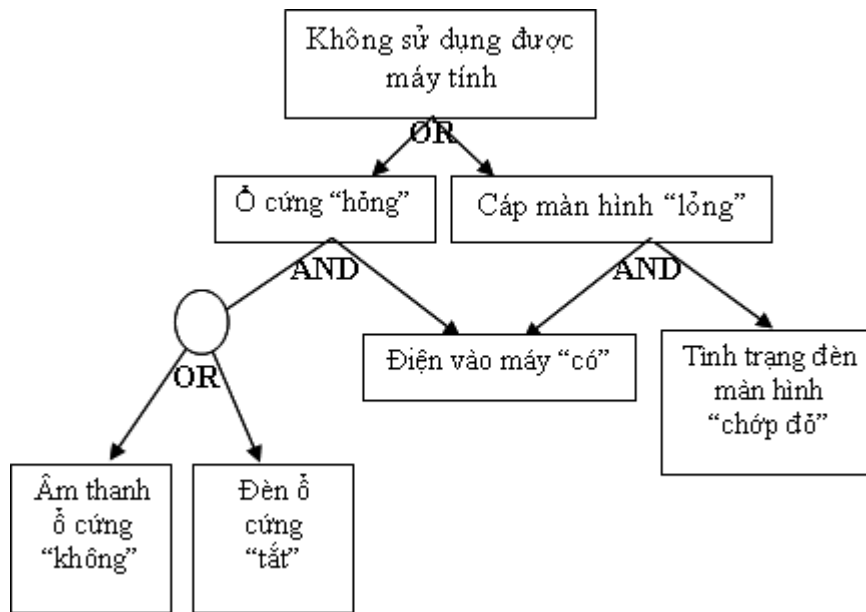 Không sử dụng được
máy tính
OR
Ổ cứng “hỏng”
Cáp màn hình “lỏng”
AND
AND
Điện vào máy “có”
Tình trạng đèn
màn hình
“chớp đỏ”
OR
Âm thanh
ổ cứng
“không”
Đèn ổ
cứng
“tắt”